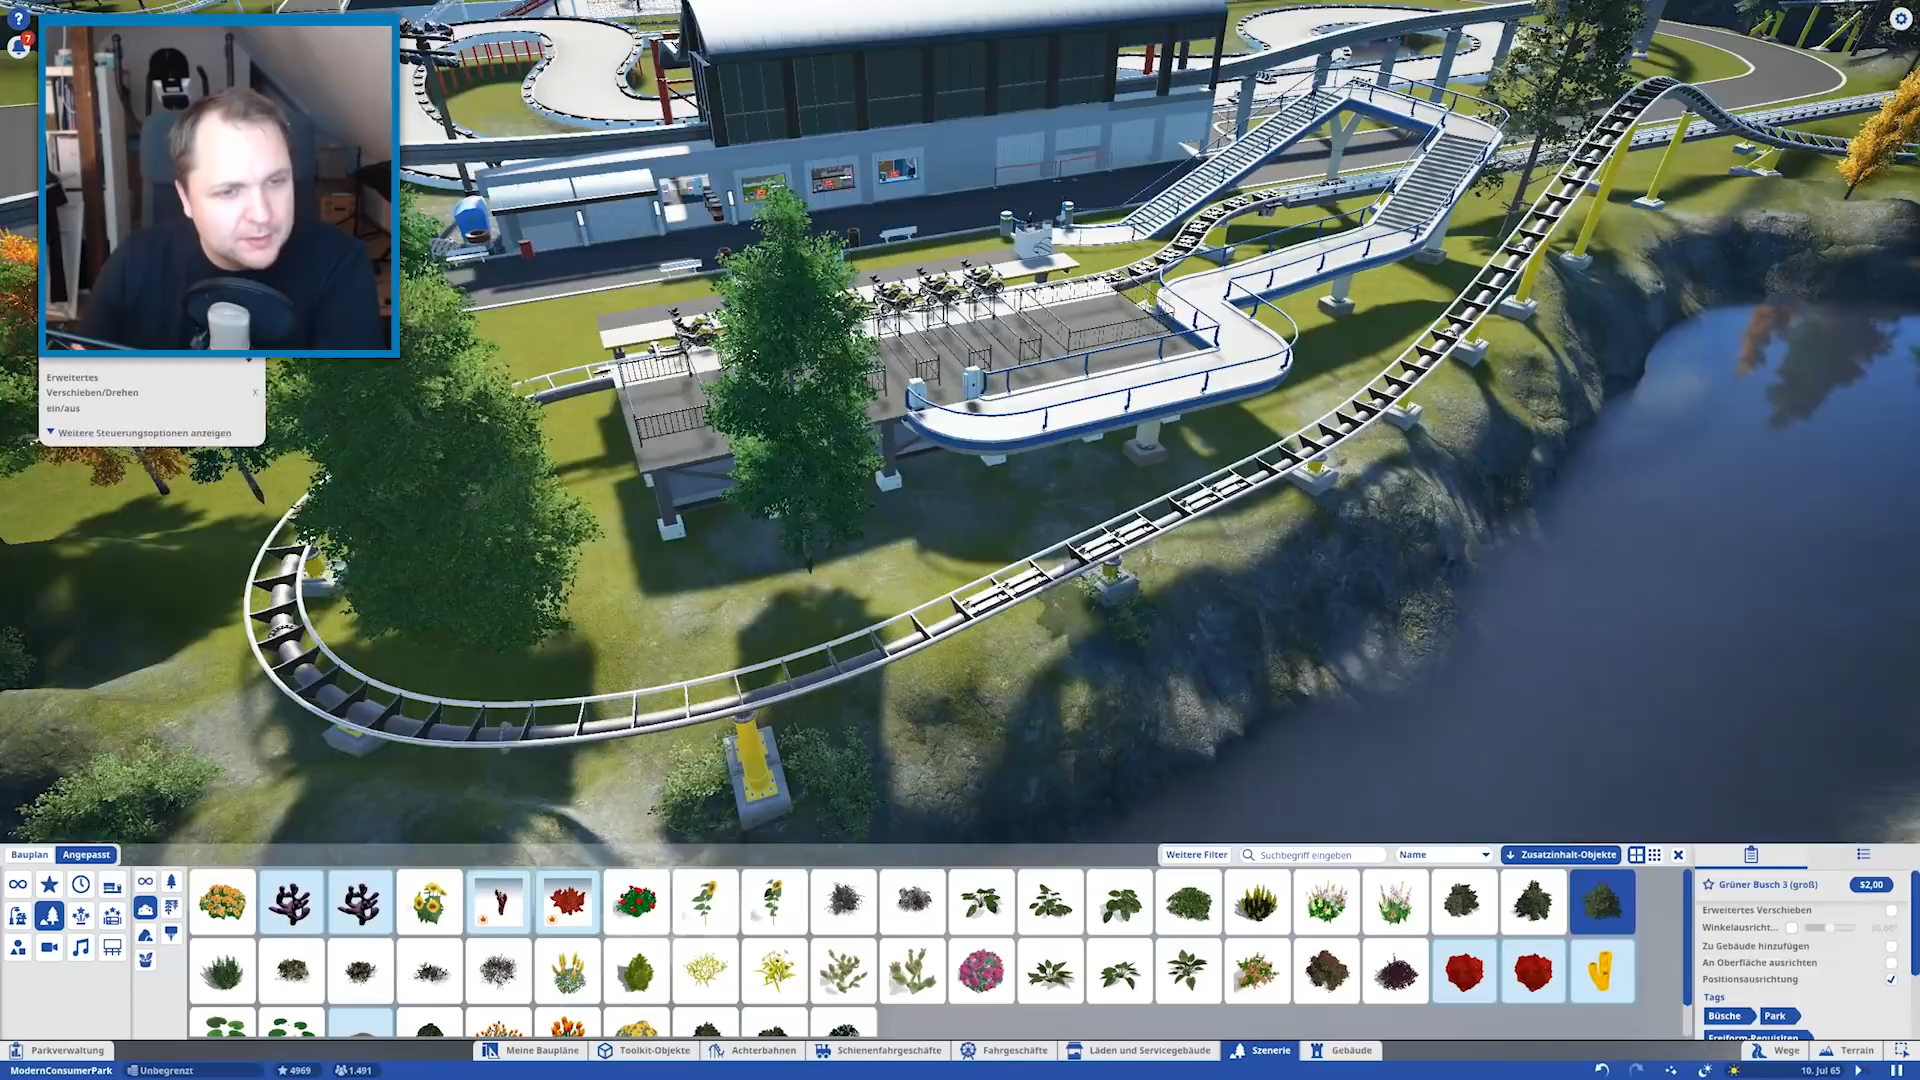 ?
7
Erweitertes
Verschieben/Drehen
ein/aus
X
Weitere Steuerungsoptionen anzeigen
Bauplan
Angepasst
Weitere Filter
Suchbegriff eingeben
Name
Zusatzinhalt-Objekte
Grüner Busch 3 (groß)
$2,00
Erweitertes Verschieben
Winkelausricht...
Zu Gebäude hinzufügen
An Oberfläche ausrichten
Positionsausrichtung
Tags
Büsche
Park
Freiform-Requisiten
Parkverwaltung
Meine Baupläne
Toolkit-Objekte
Achterbahnen
Schienenfahrgeschäfte
Fahrgeschäfte
Läden und Servicegebäude
Szenerie
Gebäude
Wege
Terrain
ModernConsumerPark
Unbegrenzt
4969
1.491
10. Jul 65